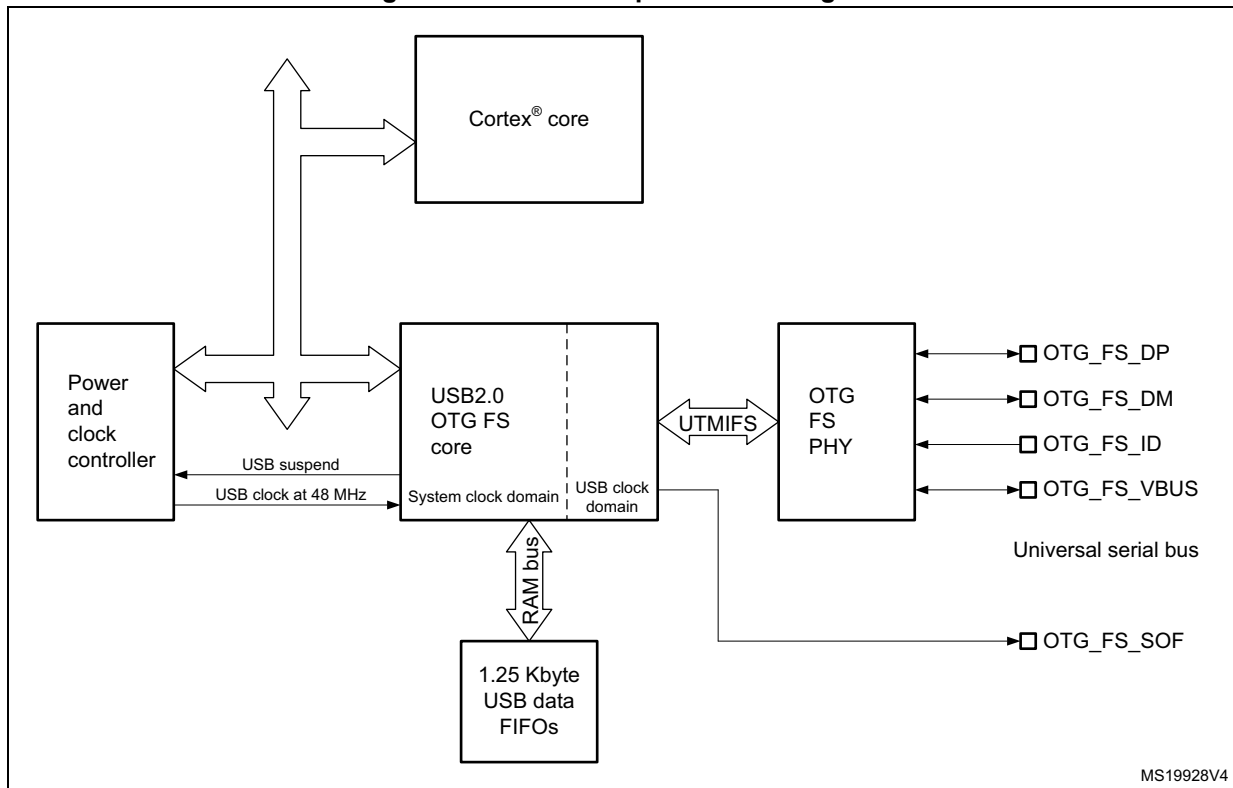 Cortex® core
Power
and
clock
controller
USB2.0
OTG FS
core
USB suspend
USB clock at 48 MHz
System clock domain
USB clock
domain
UTMIFS
OTG
FS
PHY
OTG_FS_DP
OTG_FS_DM
OTG_FS_ID
OTG_FS_VBUS
Universal serial bus
RAM bus
OTG_FS_SOF
1.25 Kbyte
USB data
FIFOs
MS19928V4